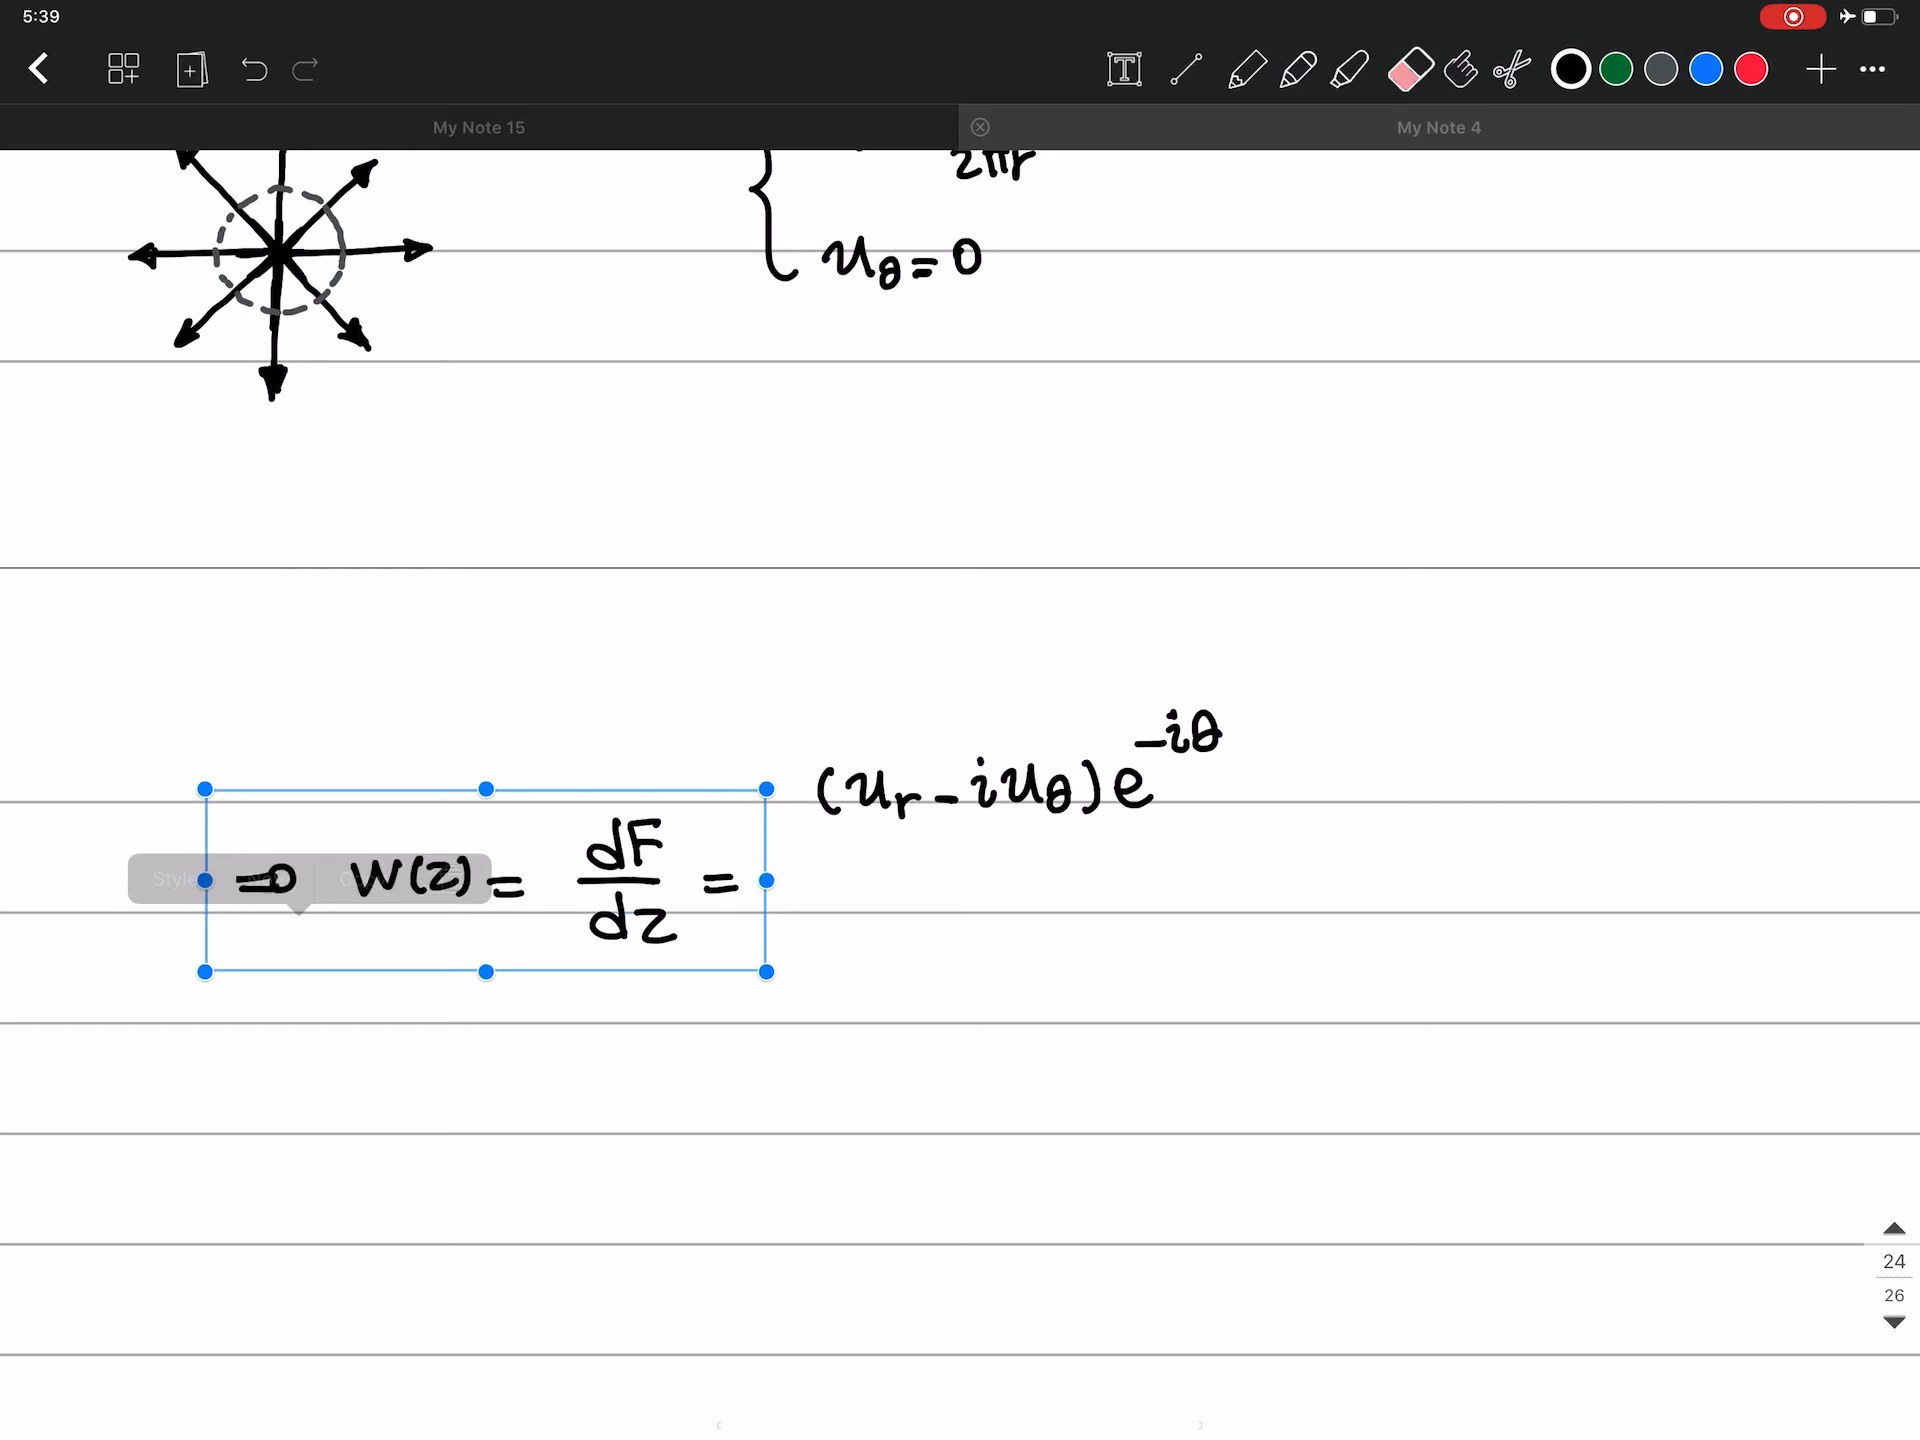 5:39
My Note 15
My Note 4
2πr
u_θ = 0
(u_r - iu_θ) e^{-iθ}
⇒ W(z) = dF/dz =
24
26